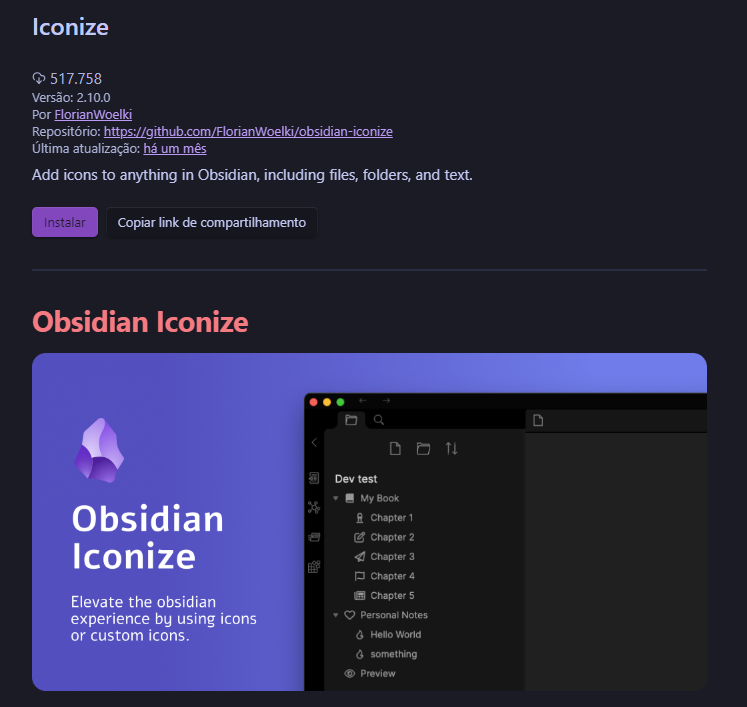 Iconize
517.758
Versão: 2.10.0
Por FlorianWoelki
Repositório: https://github.com/FlorianWoelki/obsidian-iconize
Última atualização: há um mês
Add icons to anything in Obsidian, including files, folders, and text.
Instalar
Copiar link de compartilhamento
Obsidian Iconize
Obsidian
Iconize
Elevate the obsidian
experience by using icons
or custom icons.
Dev test
My Book
Chapter 1
Chapter 2
Chapter 3
Chapter 4
Chapter 5
Personal Notes
Hello World
something
Preview